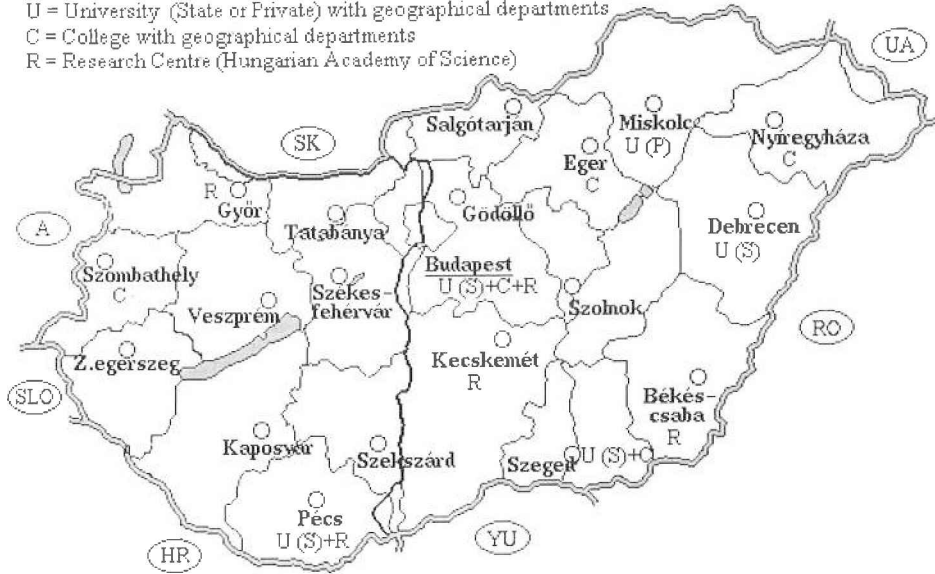 U = University (State or Private) with geographical departments
C = College with geographical departments
R = Research Centre (Hungarian Academy of Science)
UA
SK
Salgótarján
Miskolc
U (P)
Nyíregyháza
C
Eger
C
R
Győr
Gödöllő
A
Tatabánya
Debrecen
U (S)
Szombathely
C
Budapest
U (S)+C+R
Székes-
fehérvár
Szolnok
Veszprém
RO
Z.egerszeg
Kecskemét
R
SLO
Békés-
csaba
R
Kaposvár
Szekszárd
Szeged
U (S)+C
Pécs
U (S)+R
HR
YU